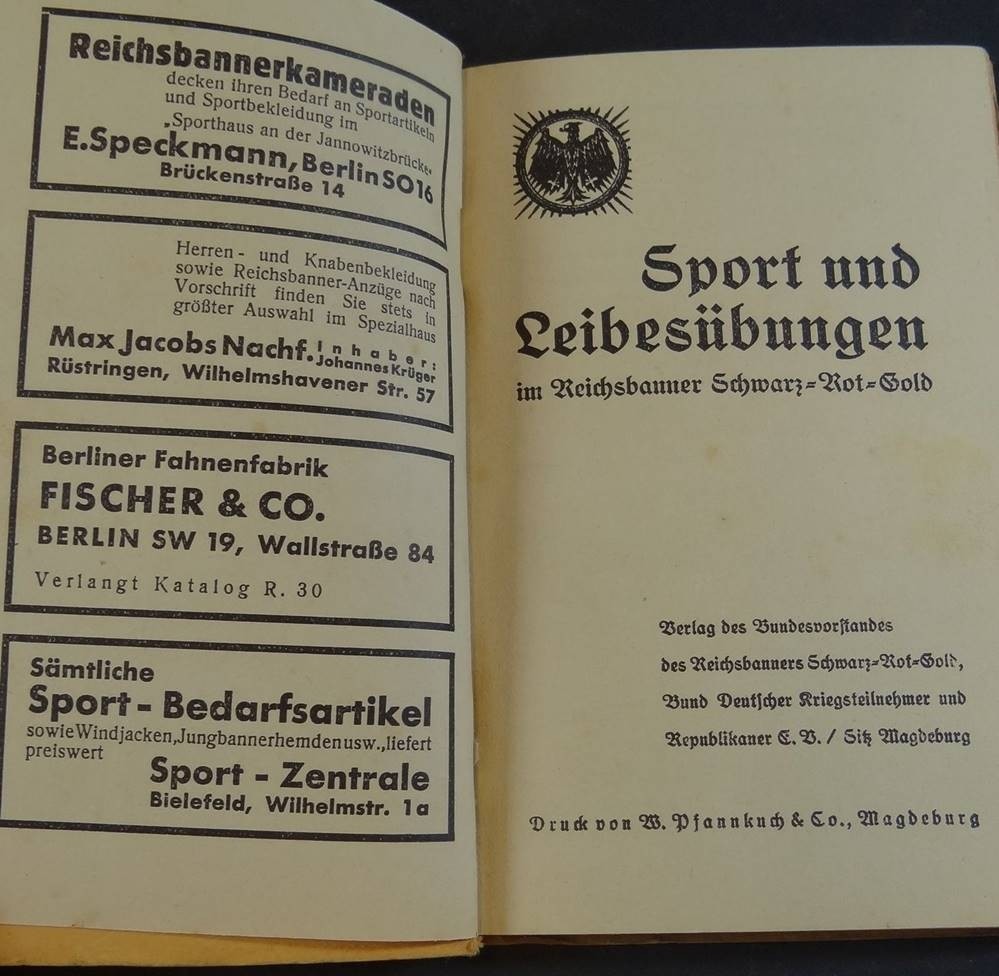 Reichsbannerkameraden
decken ihren Bedarf an Sportartikeln
und Sportbekleidung im
„Sporthaus an der Jannowitzbrücke“
E. Speckmann, Berlin SO 16
Brückenstraße 14
Herren- und Knabenbekleidung
sowie Reichsbanner-Anzüge nach
Vorschrift finden Sie stets in
größter Auswahl im Spezialhaus
Max Jacobs Nachf. Inhaber: Johannes Krüger
Rüstringen, Wilhelmshavener Str. 57
Berliner Fahnenfabrik
FISCHER & CO.
BERLIN SW 19, Wallstraße 84
Verlangt Katalog R. 30
Sämtliche
Sport-Bedarfsartikel
sowie Windjacken, Jungbannerhemden usw., liefert
preiswert
Sport-Zentrale
Bielefeld, Wilhelmstr. 1a
Sport und
Leibesübungen
im Reichsbanner Schwarz-Rot-Gold
Verlag des Bundesvorstandes
des Reichsbanners Schwarz-Rot-Gold,
Bund Deutscher Kriegsteilnehmer und
Republikaner E. V. / Sitz Magdeburg
Druck von W. Pfannkuch & Co., Magdeburg